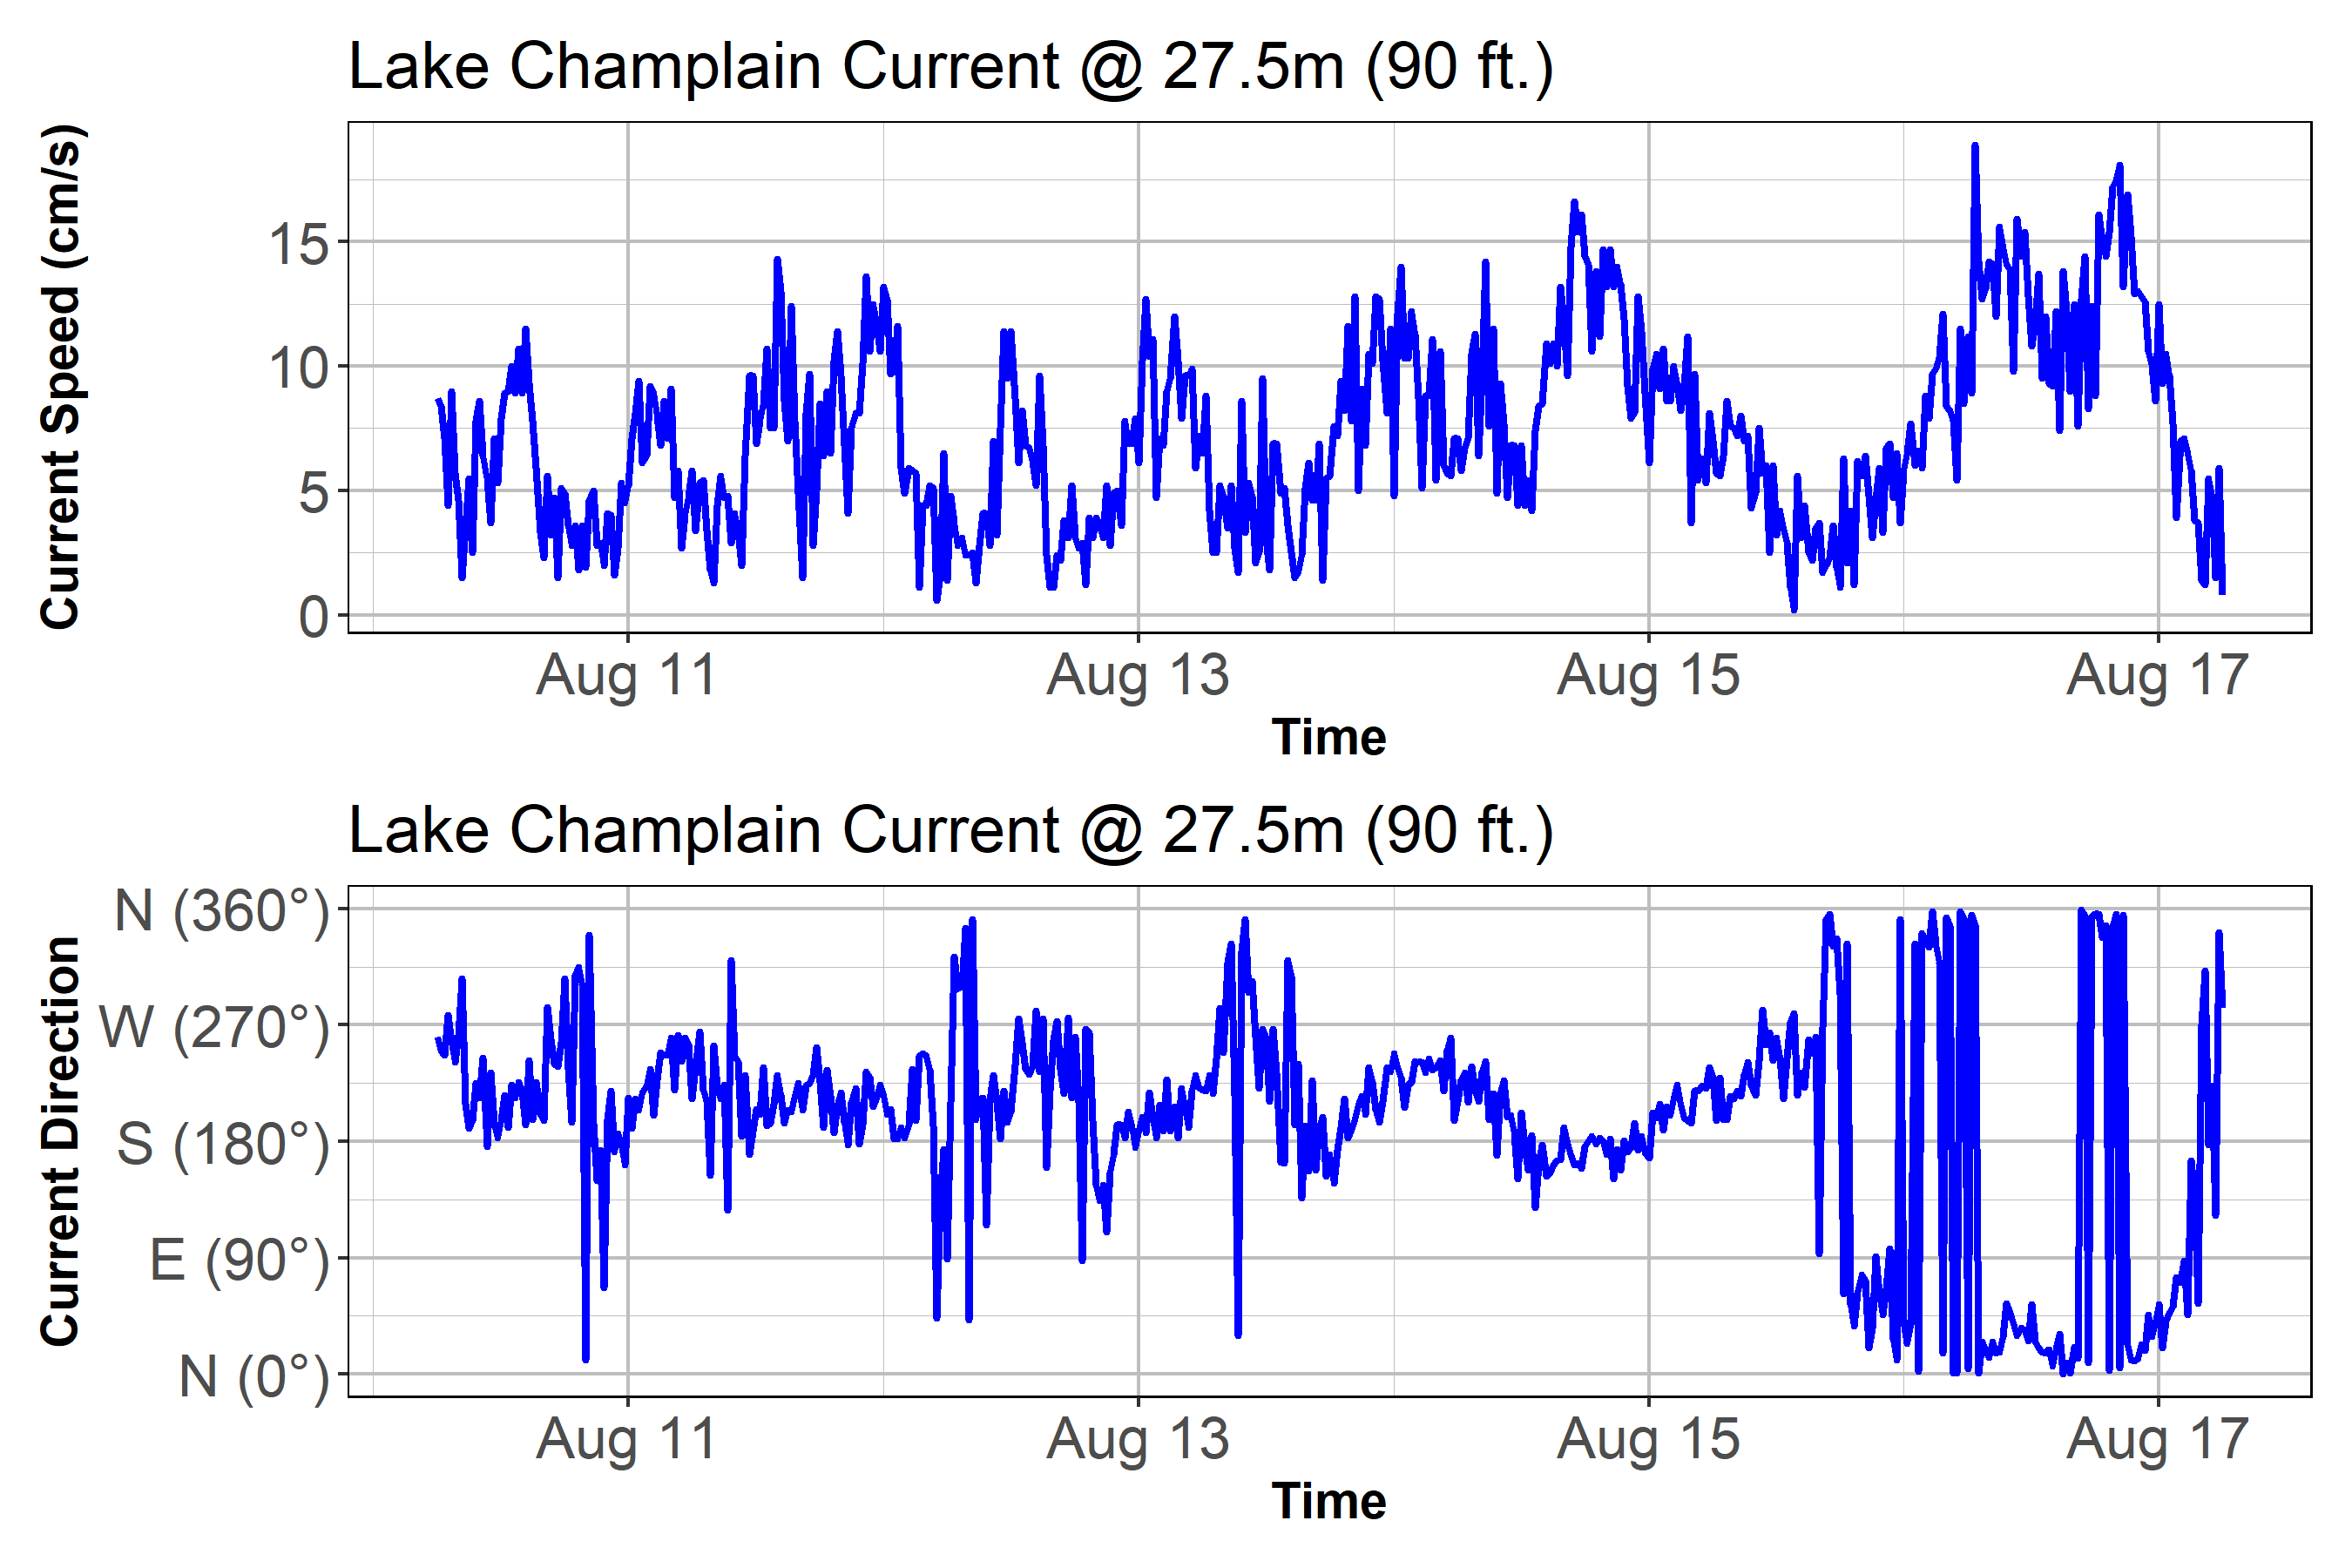 Lake Champlain Current @ 27.5m (90 ft.)
Current Speed (cm/s)
15
10
5
0
Aug 11 Aug 13 Aug 15 Aug 17
Time
Lake Champlain Current @ 27.5m (90 ft.)
Current Direction
N (360°)
W (270°)
S (180°)
E (90°)
N (0°)
Aug 11 Aug 13 Aug 15 Aug 17
Time